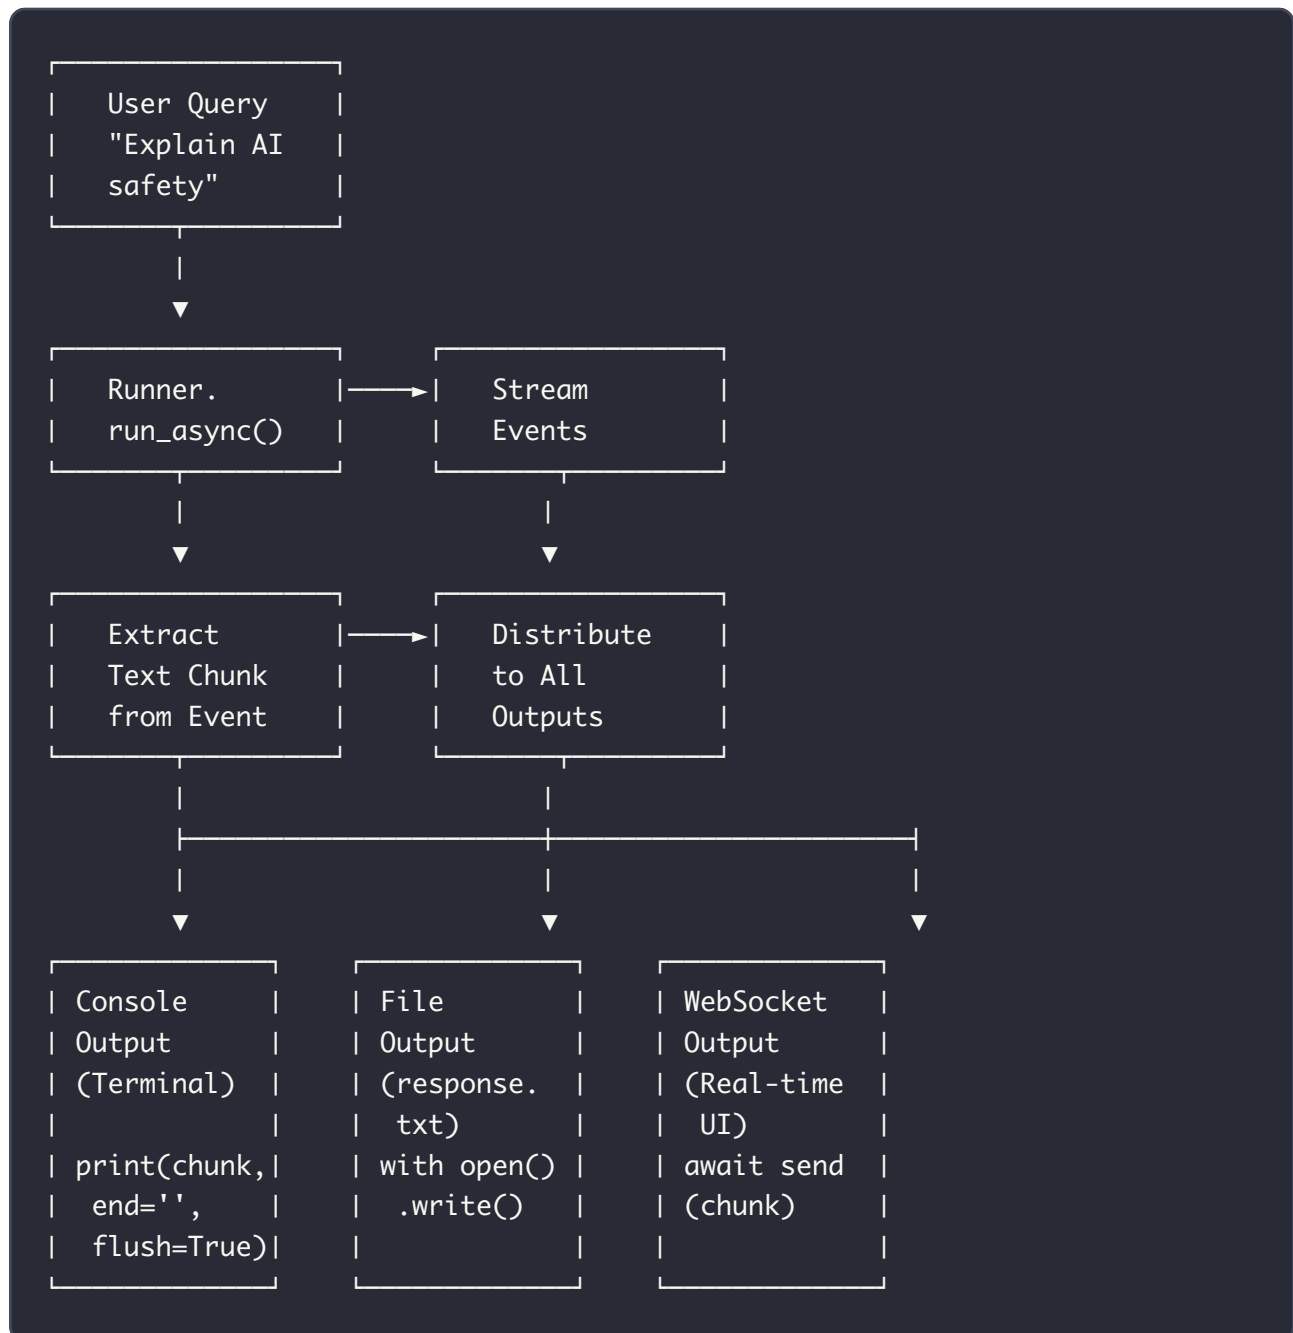 User Query
"Explain AI
safety"
Runner.
run_async()
Stream
Events
Extract
Text Chunk
from Event
Distribute
to All
Outputs
Console
Output
(Terminal)
print(chunk,
end='',
flush=True)
File
Output
(response.
txt)
with open()
.write()
WebSocket
Output
(Real-time
UI)
await send
(chunk)